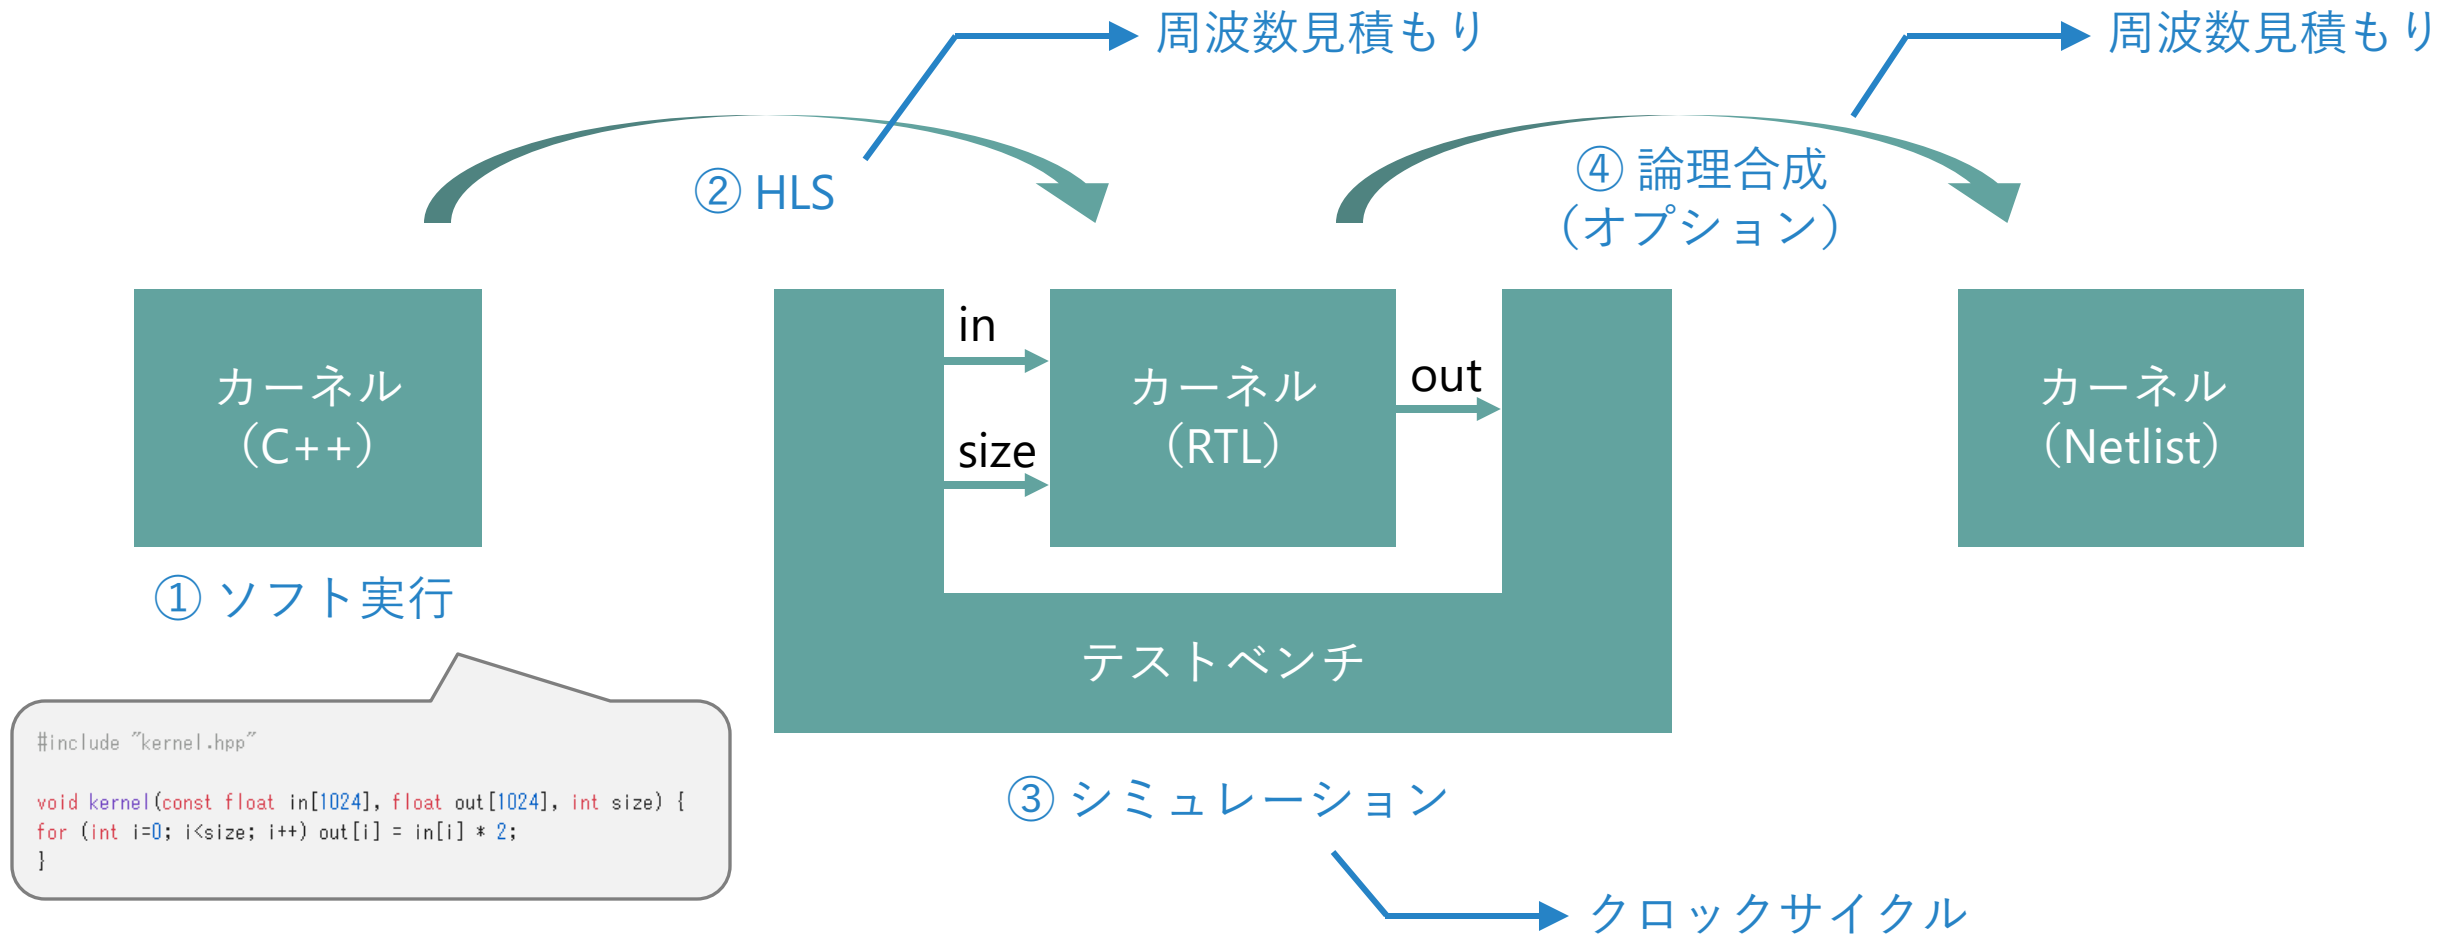 周波数見積もり
周波数見積もり
② HLS
④ 論理合成
（オプション）
カーネル
（C++）
in
size
カーネル
（RTL）
out
カーネル
（Netlist）
① ソフト実行
テストベンチ
#include "kernel.hpp"
void kernel(const float in[1024], float out[1024], int size) {
for (int i=0; i<size; i++) out[i] = in[i] * 2;
}
③ シミュレーション
クロックサイクル